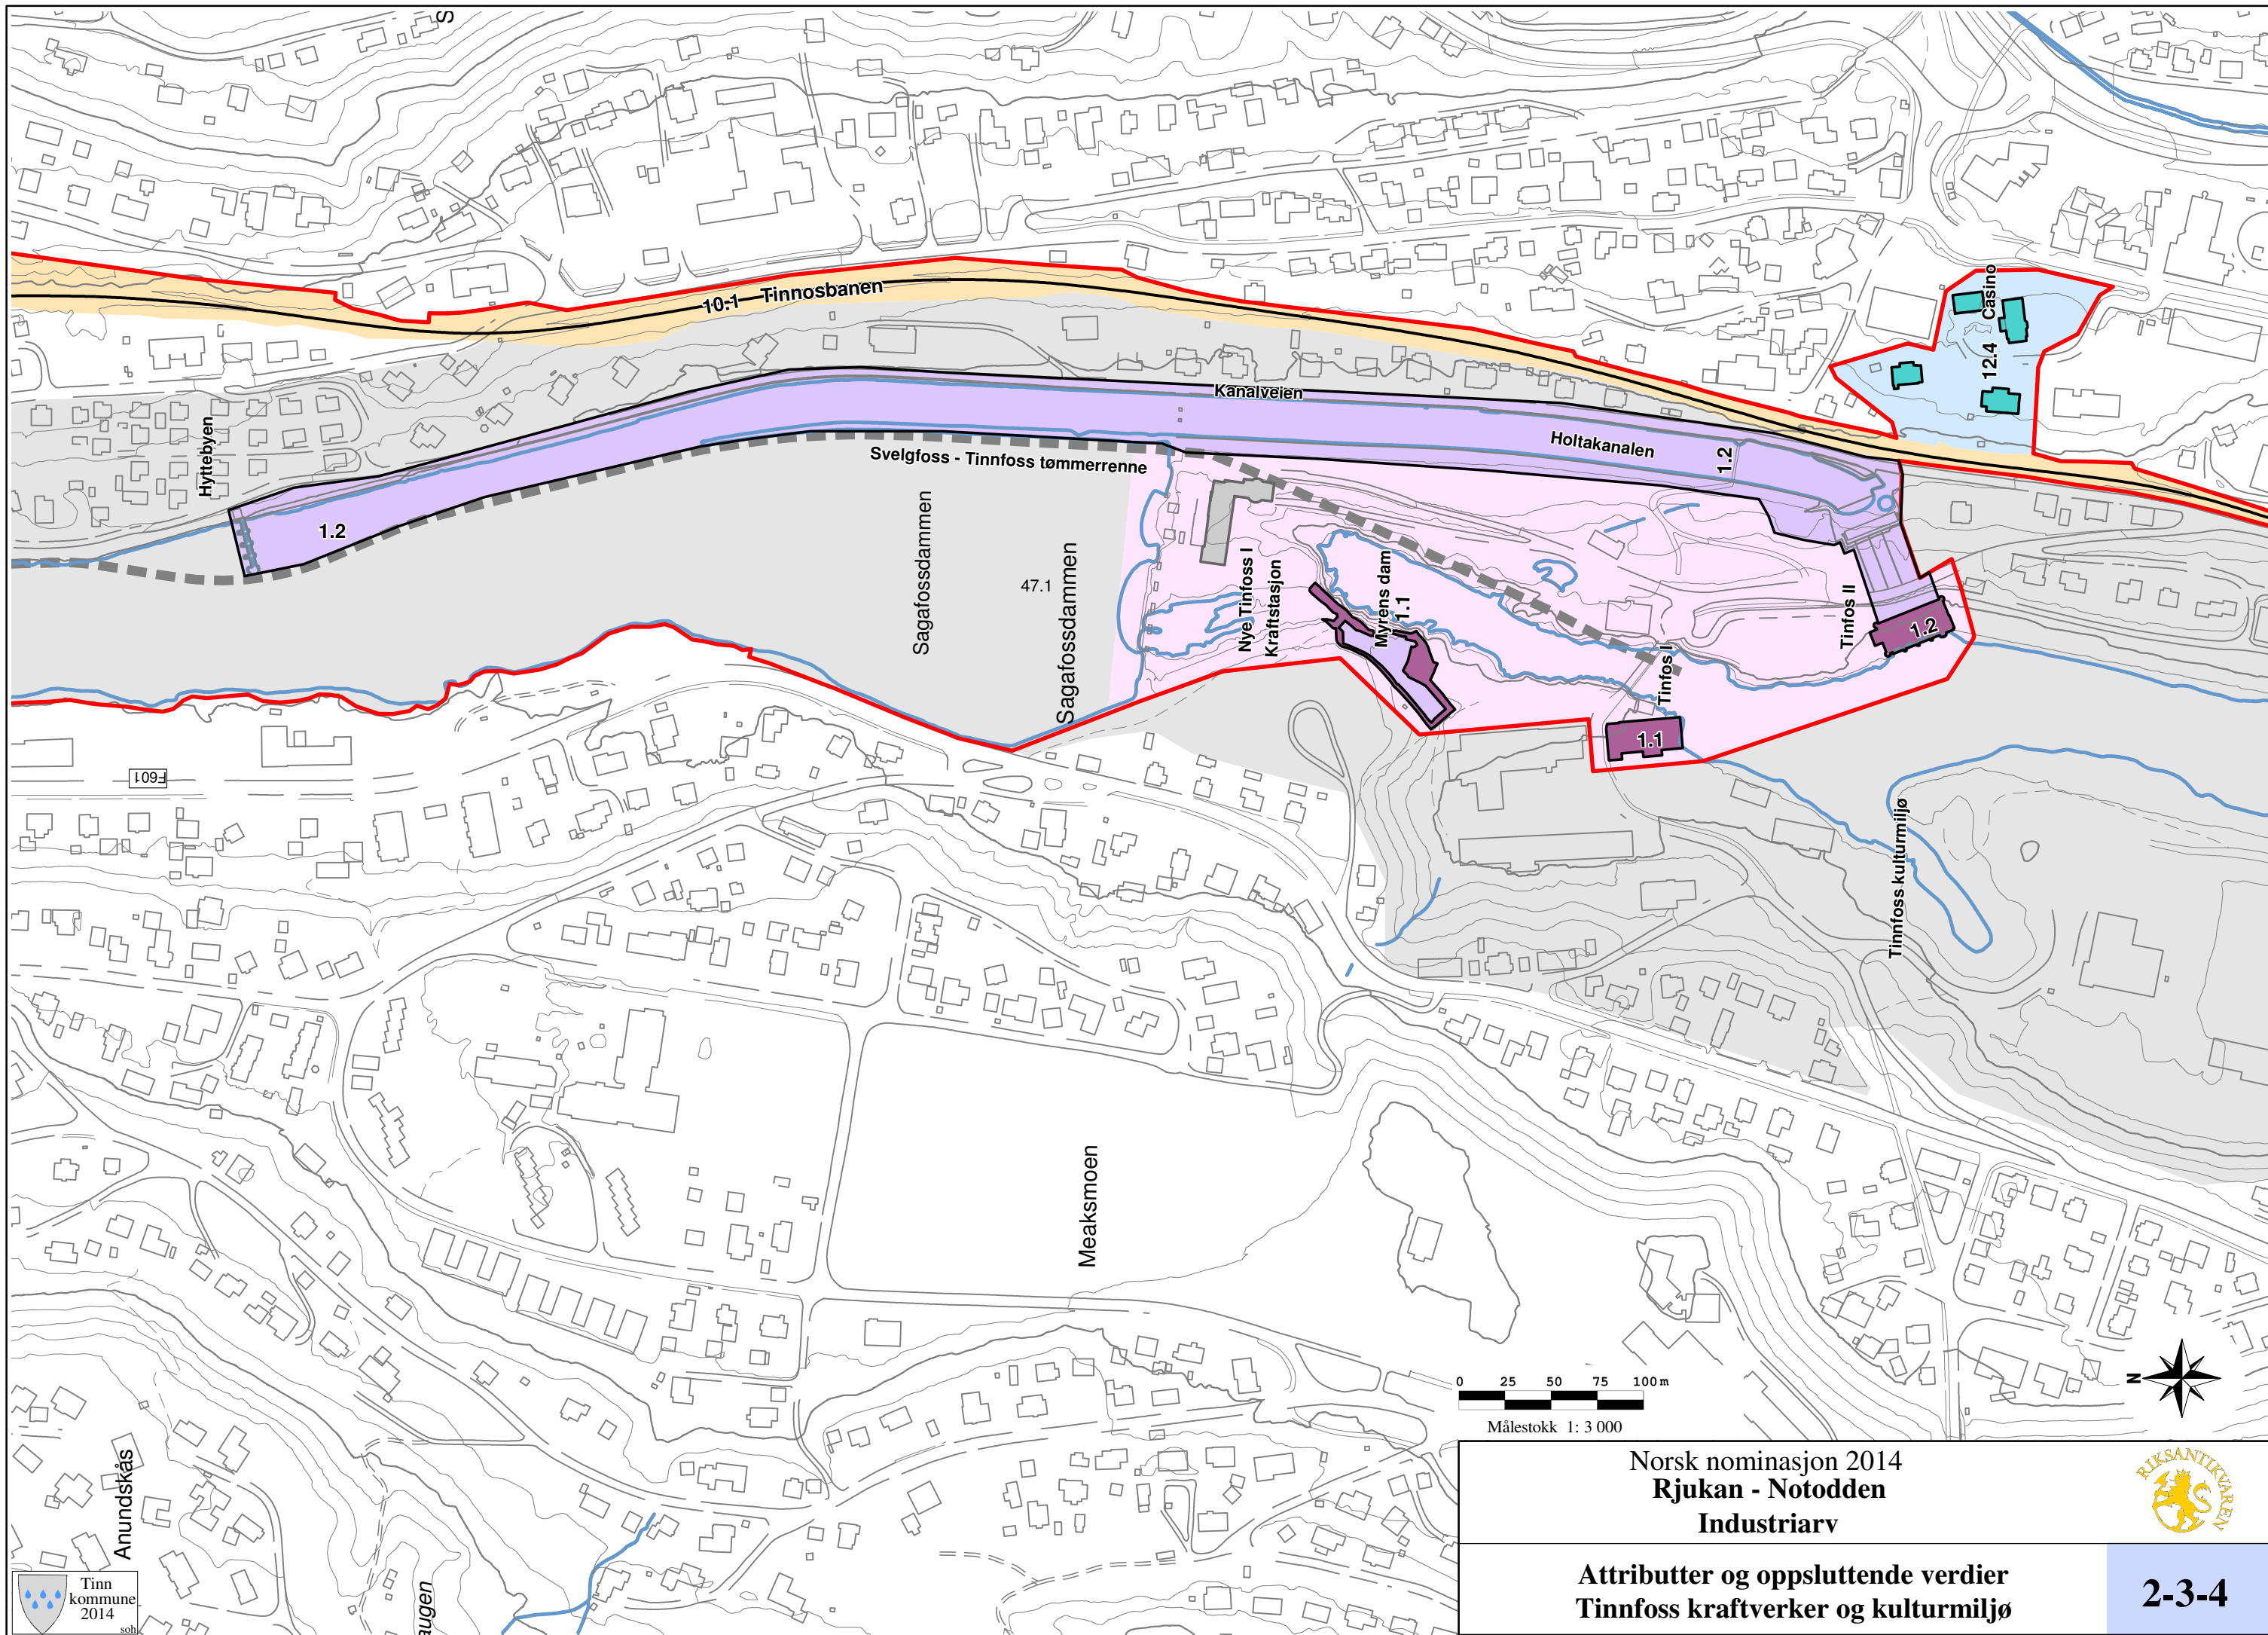 S
10.1 Tinnosbanen
Casino
12.4
Kanalveien
Hyttebyen
Holtakanalen
1.2
Svelgfoss - Tinnfoss tømmerrenne
1.2
Sagafossdammen
Sagafossdammen
47.1
Nye Tinfoss I
Kraftstasjon
Myrens dam
1.1
Tinfos II
1.2
Tinfos I
1.1
F601
Tinnfoss kulturmiljø
Meaksmoen
Anundskås
augen
0 25 50 75 100 m
Målestokk 1: 3 000
N
Norsk nominasjon 2014
Rjukan - Notodden
Industriarv
RIKSANTIKVAREN
Attributter og oppsluttende verdier
Tinnfoss kraftverker og kulturmiljø
2-3-4
Tinn
kommune
2014
soh